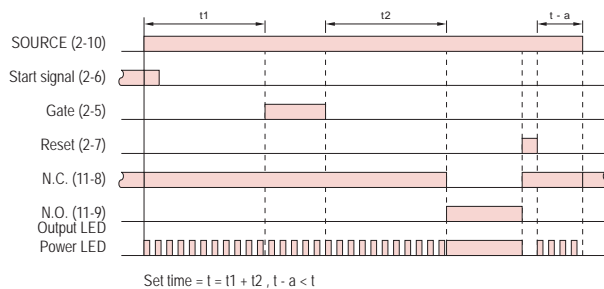 t1
t2
t - a
SOURCE (2-10)
Start signal (2-6)
Gate (2-5)
Reset (2-7)
N.C. (11-8)
N.O. (11-9)
Output LED
Power LED
Set time = t = t1 + t2 , t - a < t